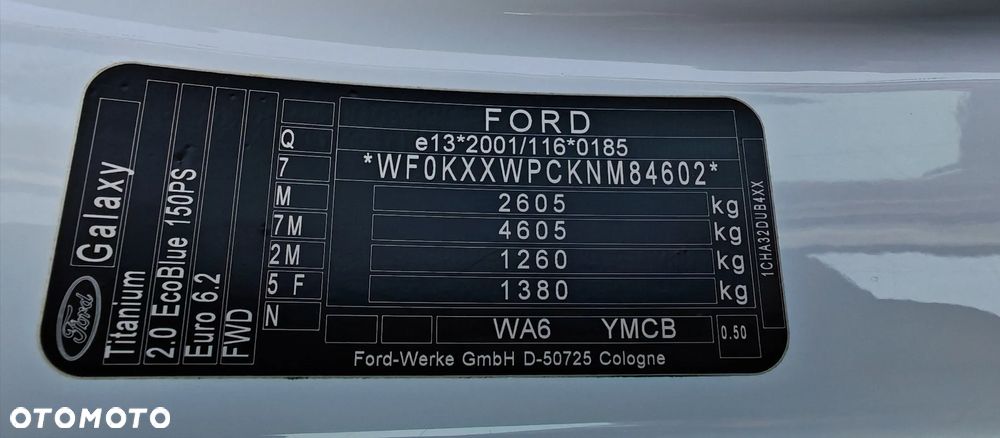 Galaxy
Ford
Titanium
2.0 EcoBlue 150PS
Euro 6.2
FWD
Q
7
M
7M
2M
5 F
N
FORD
e13*2001/116*0185
*WF0KXXWPCKNM84602*
2605 kg
4605 kg
1260 kg
1380 kg
WA6 YMCB 0.50
Ford-Werke GmbH D-50725 Cologne
1CHA32DUB4XX
OTOMOTO